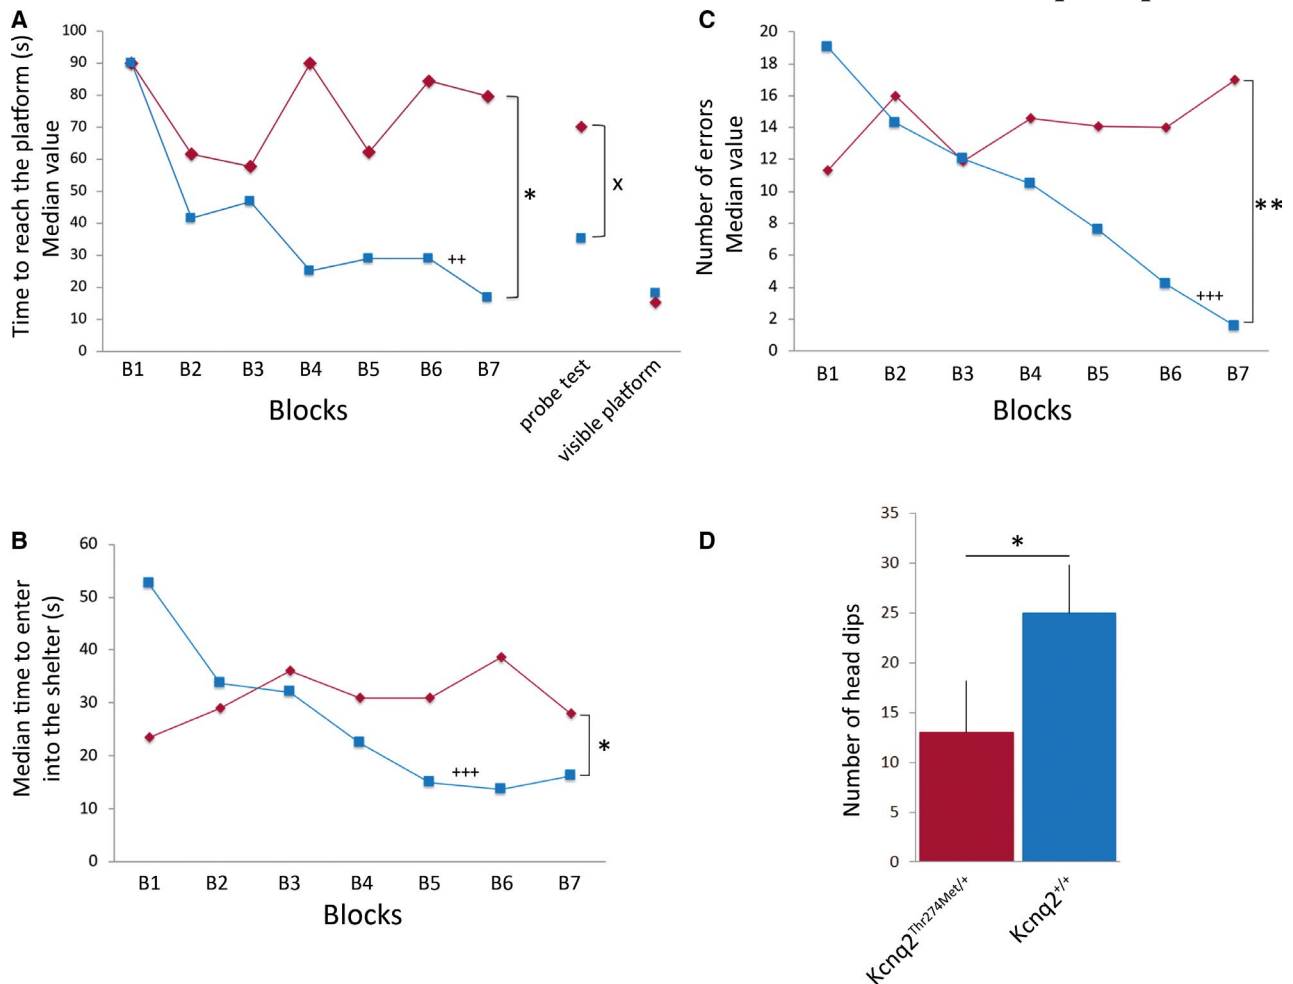 A
Time to reach the platform (s)
Median value
100
90
80
70
60
50
40
30
20
10
0
*
x
++
B1 B2 B3 B4 B5 B6 B7
probe test
visible platform
Blocks
C
Number of errors
Median value
20
18
16
14
12
10
8
6
4
2
0
**
+++
B1 B2 B3 B4 B5 B6 B7
Blocks
B
Median time to enter
into the shelter (s)
60
50
40
30
20
10
0
+++
*
B1 B2 B3 B4 B5 B6 B7
Blocks
D
Number of head dips
35
30
25
20
15
10
5
0
*
Kcnq2Thr274Met/+
Kcnq2+/+